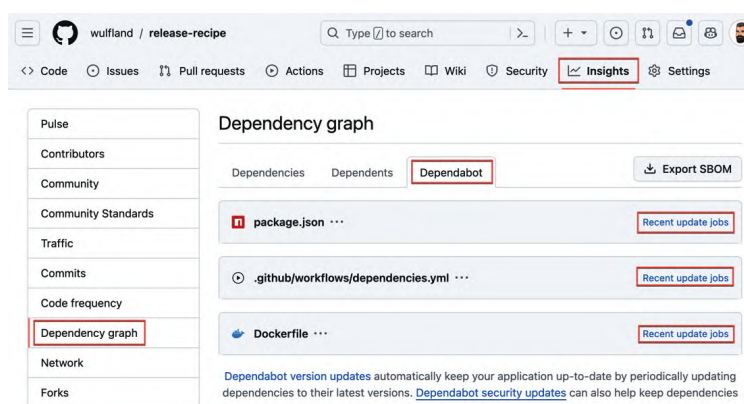 wulfland / release-recipe
Type / to search
Code Issues Pull requests Actions Projects Wiki Security Insights Settings
Pulse
Contributors
Community
Community Standards
Traffic
Commits
Code frequency
Dependency graph
Network
Forks
Dependency graph
Dependencies Dependents Dependabot Export SBOM
package.json ··· Recent update jobs
.github/workflows/dependencies.yml ··· Recent update jobs
Dockerfile ··· Recent update jobs
Dependabot version updates automatically keep your application up-to-date by periodically updating
dependencies to their latest versions. Dependabot security updates can also help keep dependencies